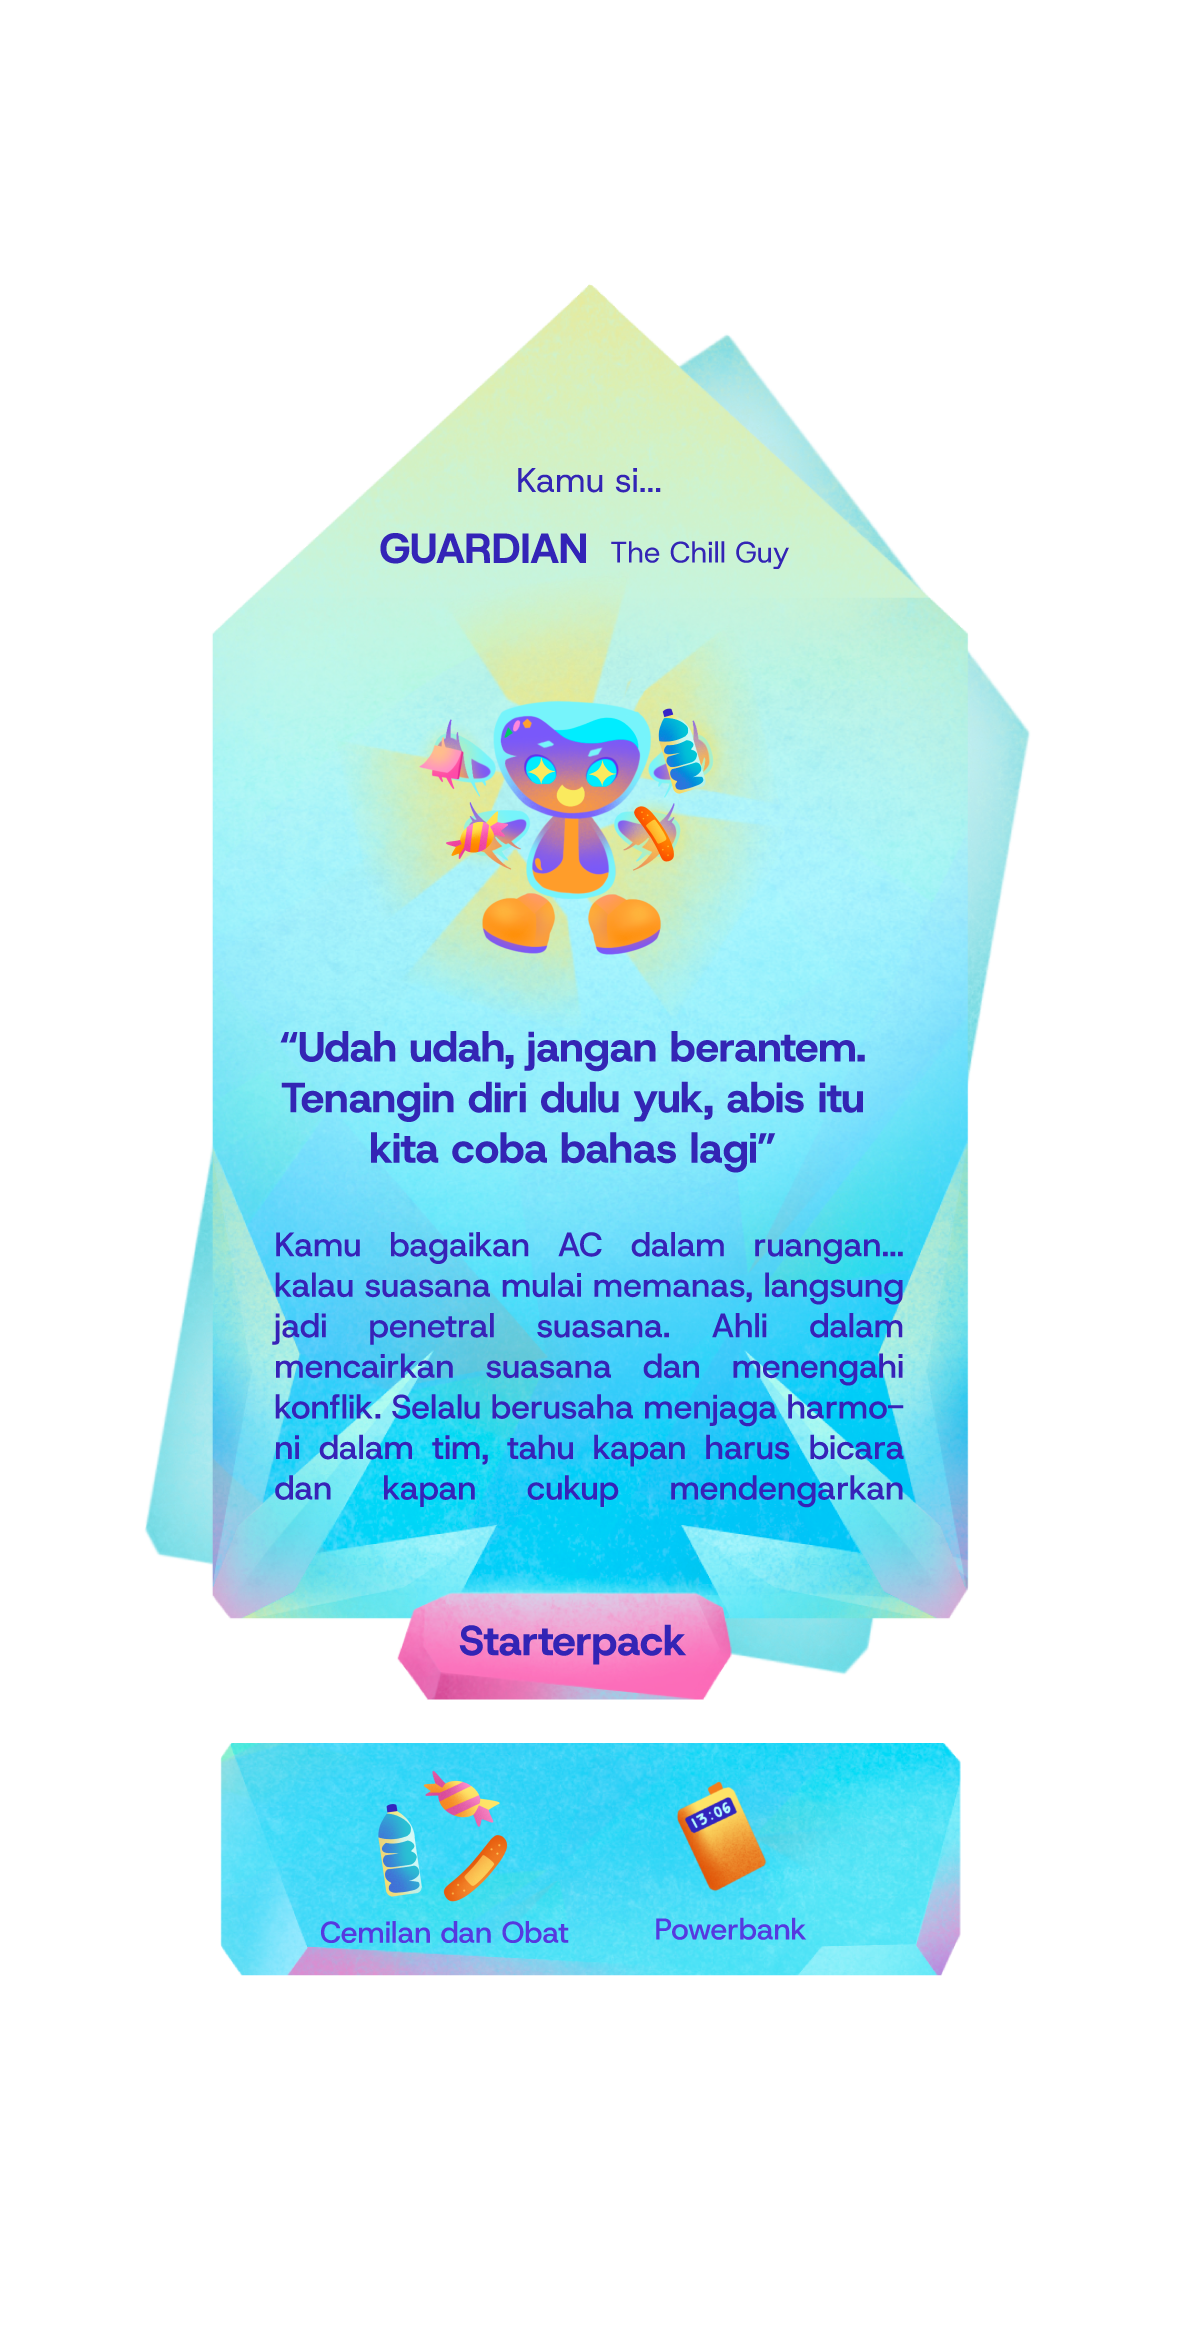 Kamu si...
GUARDIAN The Chill Guy
“Udah udah, jangan berantem.
Tenangin diri dulu yuk, abis itu
kita coba bahas lagi”
Kamu bagaikan AC dalam ruangan...
kalau suasana mulai memanas, langsung
jadi penetral suasana. Ahli dalam
mencairkan suasana dan menengahi
konflik. Selalu berusaha menjaga harmo-
ni dalam tim, tahu kapan harus bicara
dan kapan cukup mendengarkan
Starterpack
13:06
Cemilan dan Obat
Powerbank